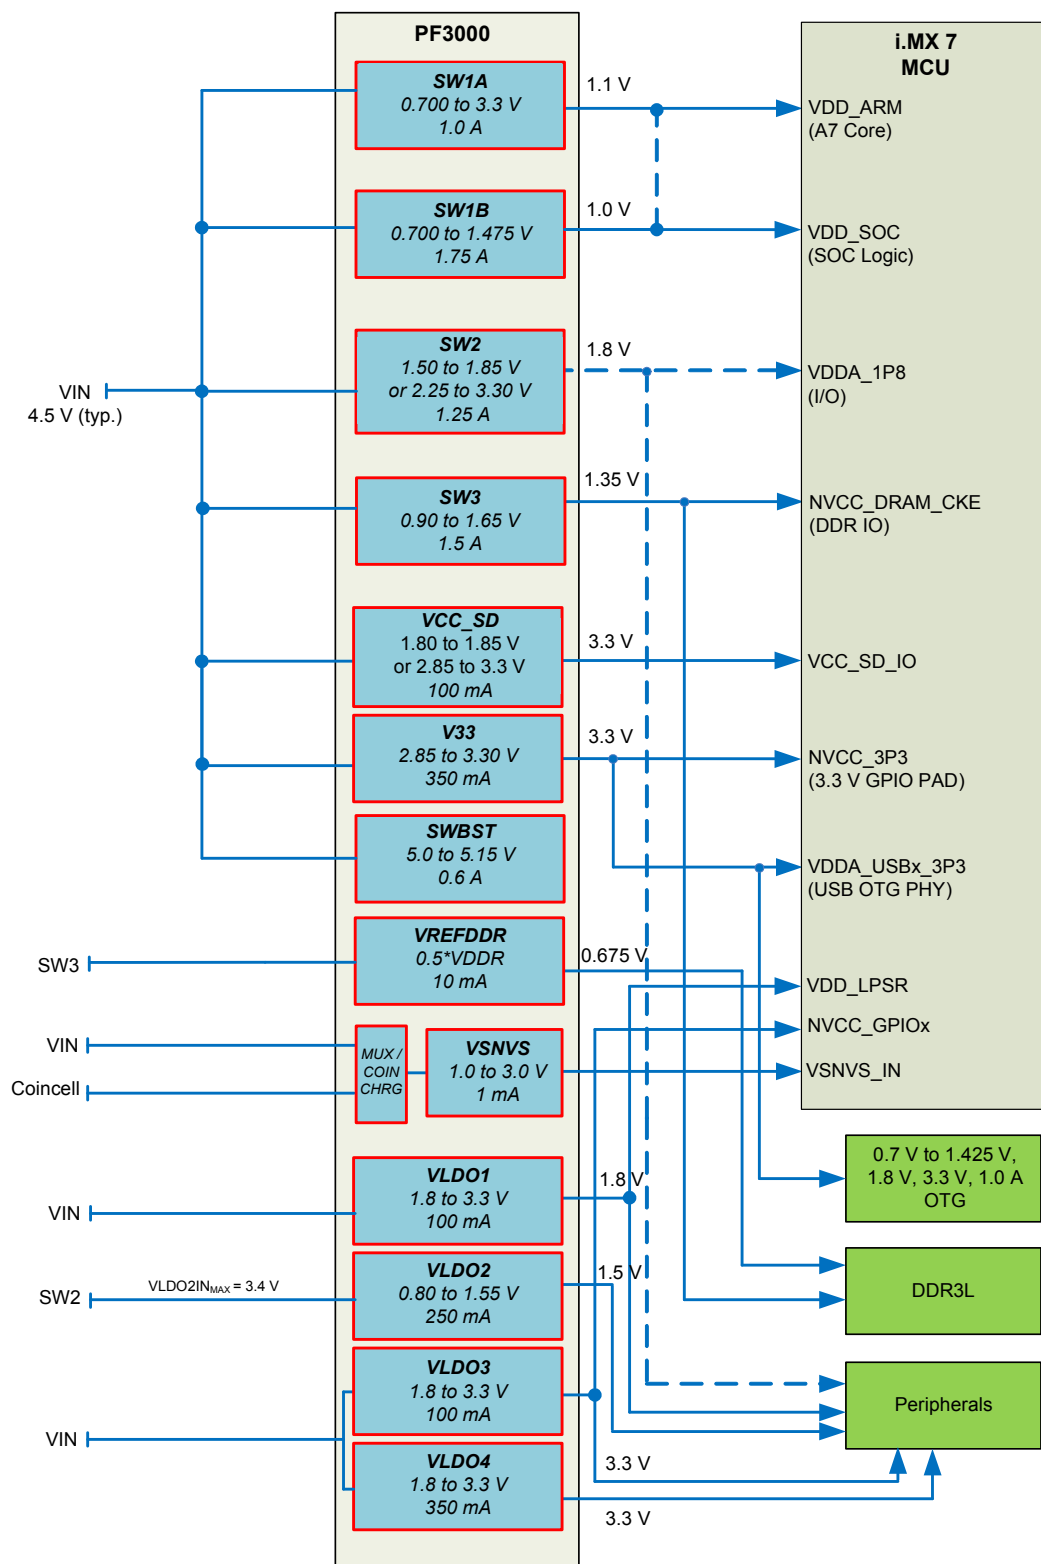 PF3000
i.MX 7
MCU
SW1A
0.700 to 3.3 V
1.0 A
1.1 V
VDD_ARM
(A7 Core)
SW1B
0.700 to 1.475 V
1.75 A
1.0 V
VDD_SOC
(SOC Logic)
VIN
4.5 V (typ.)
SW2
1.50 to 1.85 V
or 2.25 to 3.30 V
1.25 A
1.8 V
VDDA_1P8
(I/O)
SW3
0.90 to 1.65 V
1.5 A
1.35 V
NVCC_DRAM_CKE
(DDR IO)
VCC_SD
1.80 to 1.85 V
or 2.85 to 3.3 V
100 mA
3.3 V
VCC_SD_IO
V33
2.85 to 3.30 V
350 mA
3.3 V
NVCC_3P3
(3.3 V GPIO PAD)
SWBST
5.0 to 5.15 V
0.6 A
VDDA_USBx_3P3
(USB OTG PHY)
SW3
VREFDDR
0.5*VDDR
10 mA
0.675 V
VDD_LPSR
NVCC_GPIOx
VIN
Coincell
MUX /
COIN
CHRG
VSNVS
1.0 to 3.0 V
1 mA
VSNVS_IN
0.7 V to 1.425 V,
1.8 V, 3.3 V, 1.0 A
OTG
VIN
VLDO1
1.8 to 3.3 V
100 mA
1.8 V
SW2
VLDO2INMAX = 3.4 V
VLDO2
0.80 to 1.55 V
250 mA
1.5 V
DDR3L
VIN
VLDO3
1.8 to 3.3 V
100 mA
Peripherals
VLDO4
1.8 to 3.3 V
350 mA
3.3 V
3.3 V